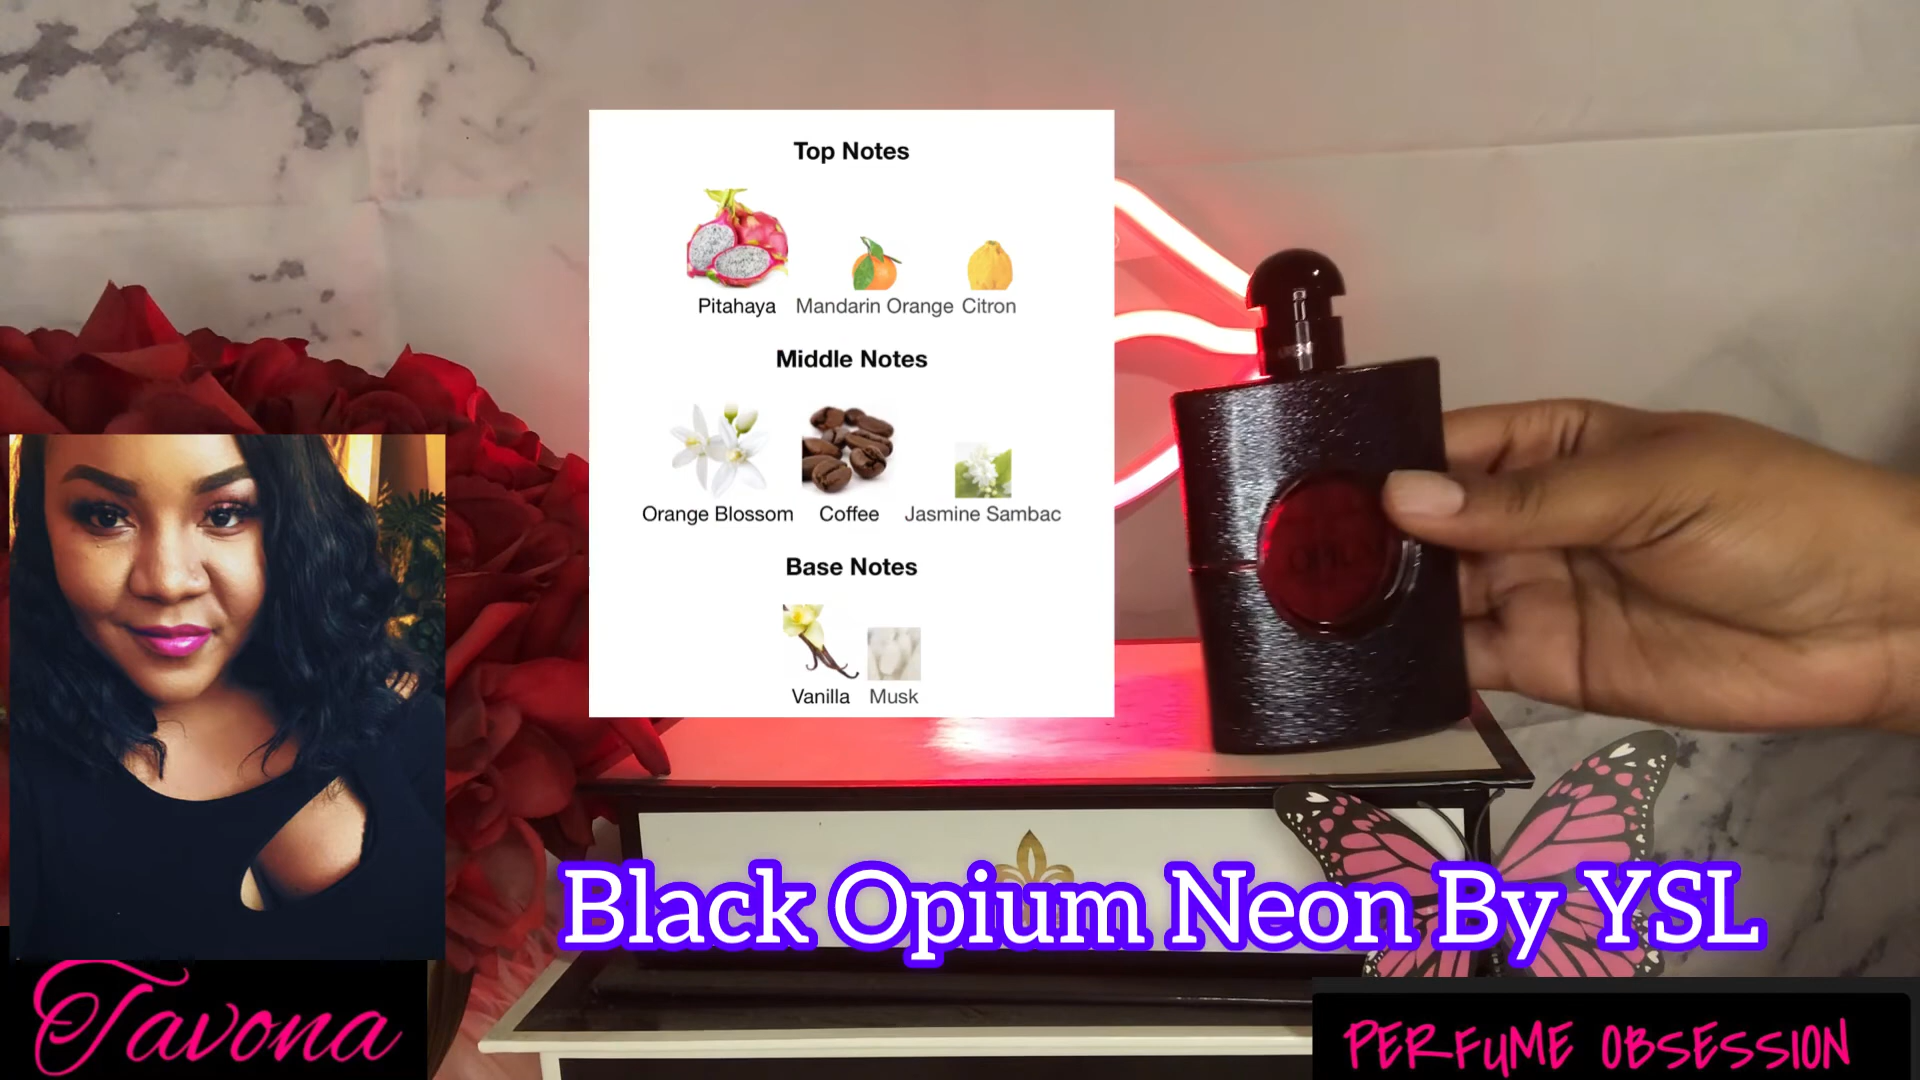 Top Notes
Pitahaya Mandarin Orange Citron
Middle Notes
Orange Blossom Coffee Jasmine Sambac
Base Notes
Vanilla Musk
Black Opium Neon By YSL
Tavona
PERFUME OBSESSION